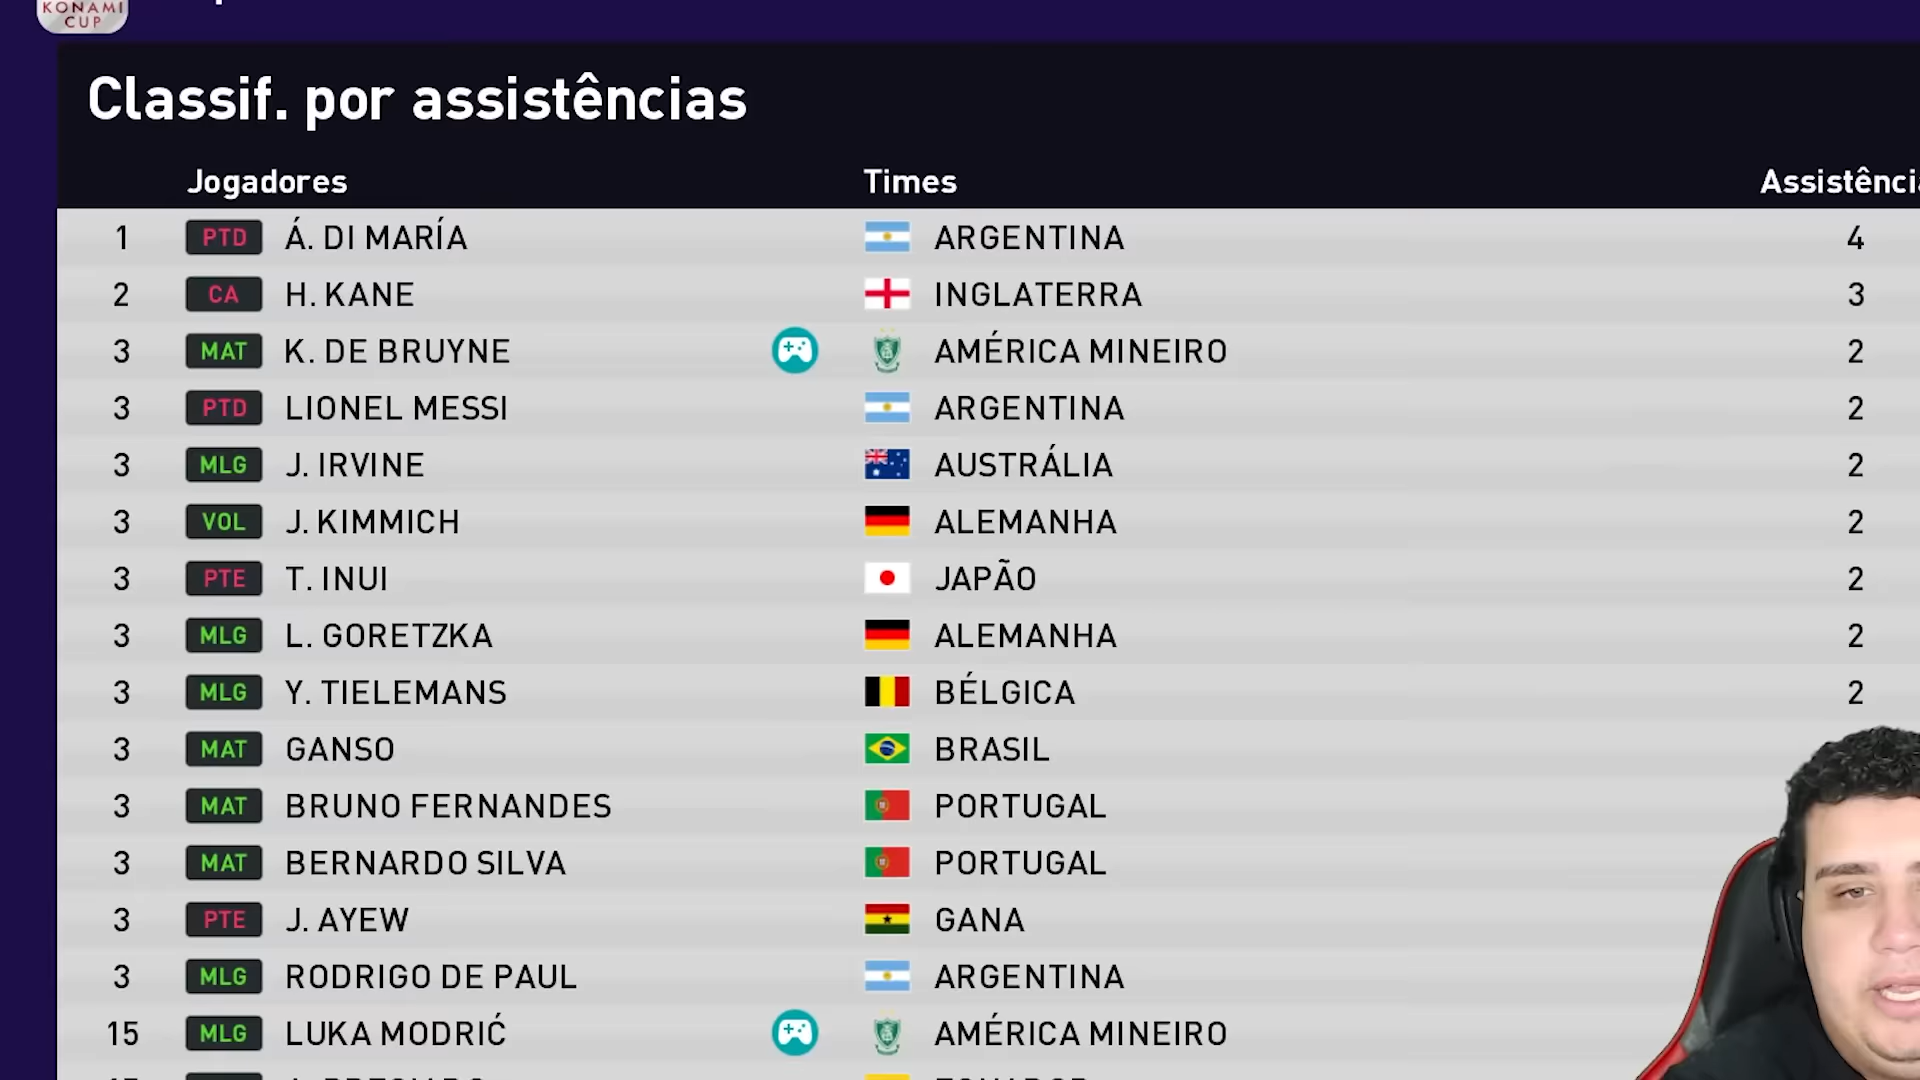 KONAMI
CUP
Classif. por assistências
Jogadores Times Assistência
1 PTD Á. DI MARÍA ARGENTINA 4
2 CA H. KANE INGLATERRA 3
3 MAT K. DE BRUYNE AMÉRICA MINEIRO 2
3 PTD LIONEL MESSI ARGENTINA 2
3 MLG J. IRVINE AUSTRÁLIA 2
3 VOL J. KIMMICH ALEMANHA 2
3 PTE T. INUI JAPÃO 2
3 MLG L. GORETZKA ALEMANHA 2
3 MLG Y. TIELEMANS BÉLGICA 2
3 MAT GANSO BRASIL
3 MAT BRUNO FERNANDES PORTUGAL
3 MAT BERNARDO SILVA PORTUGAL
3 PTE J. AYEW GANA
3 MLG RODRIGO DE PAUL ARGENTINA
15 MLG LUKA MODRIĆ AMÉRICA MINEIRO